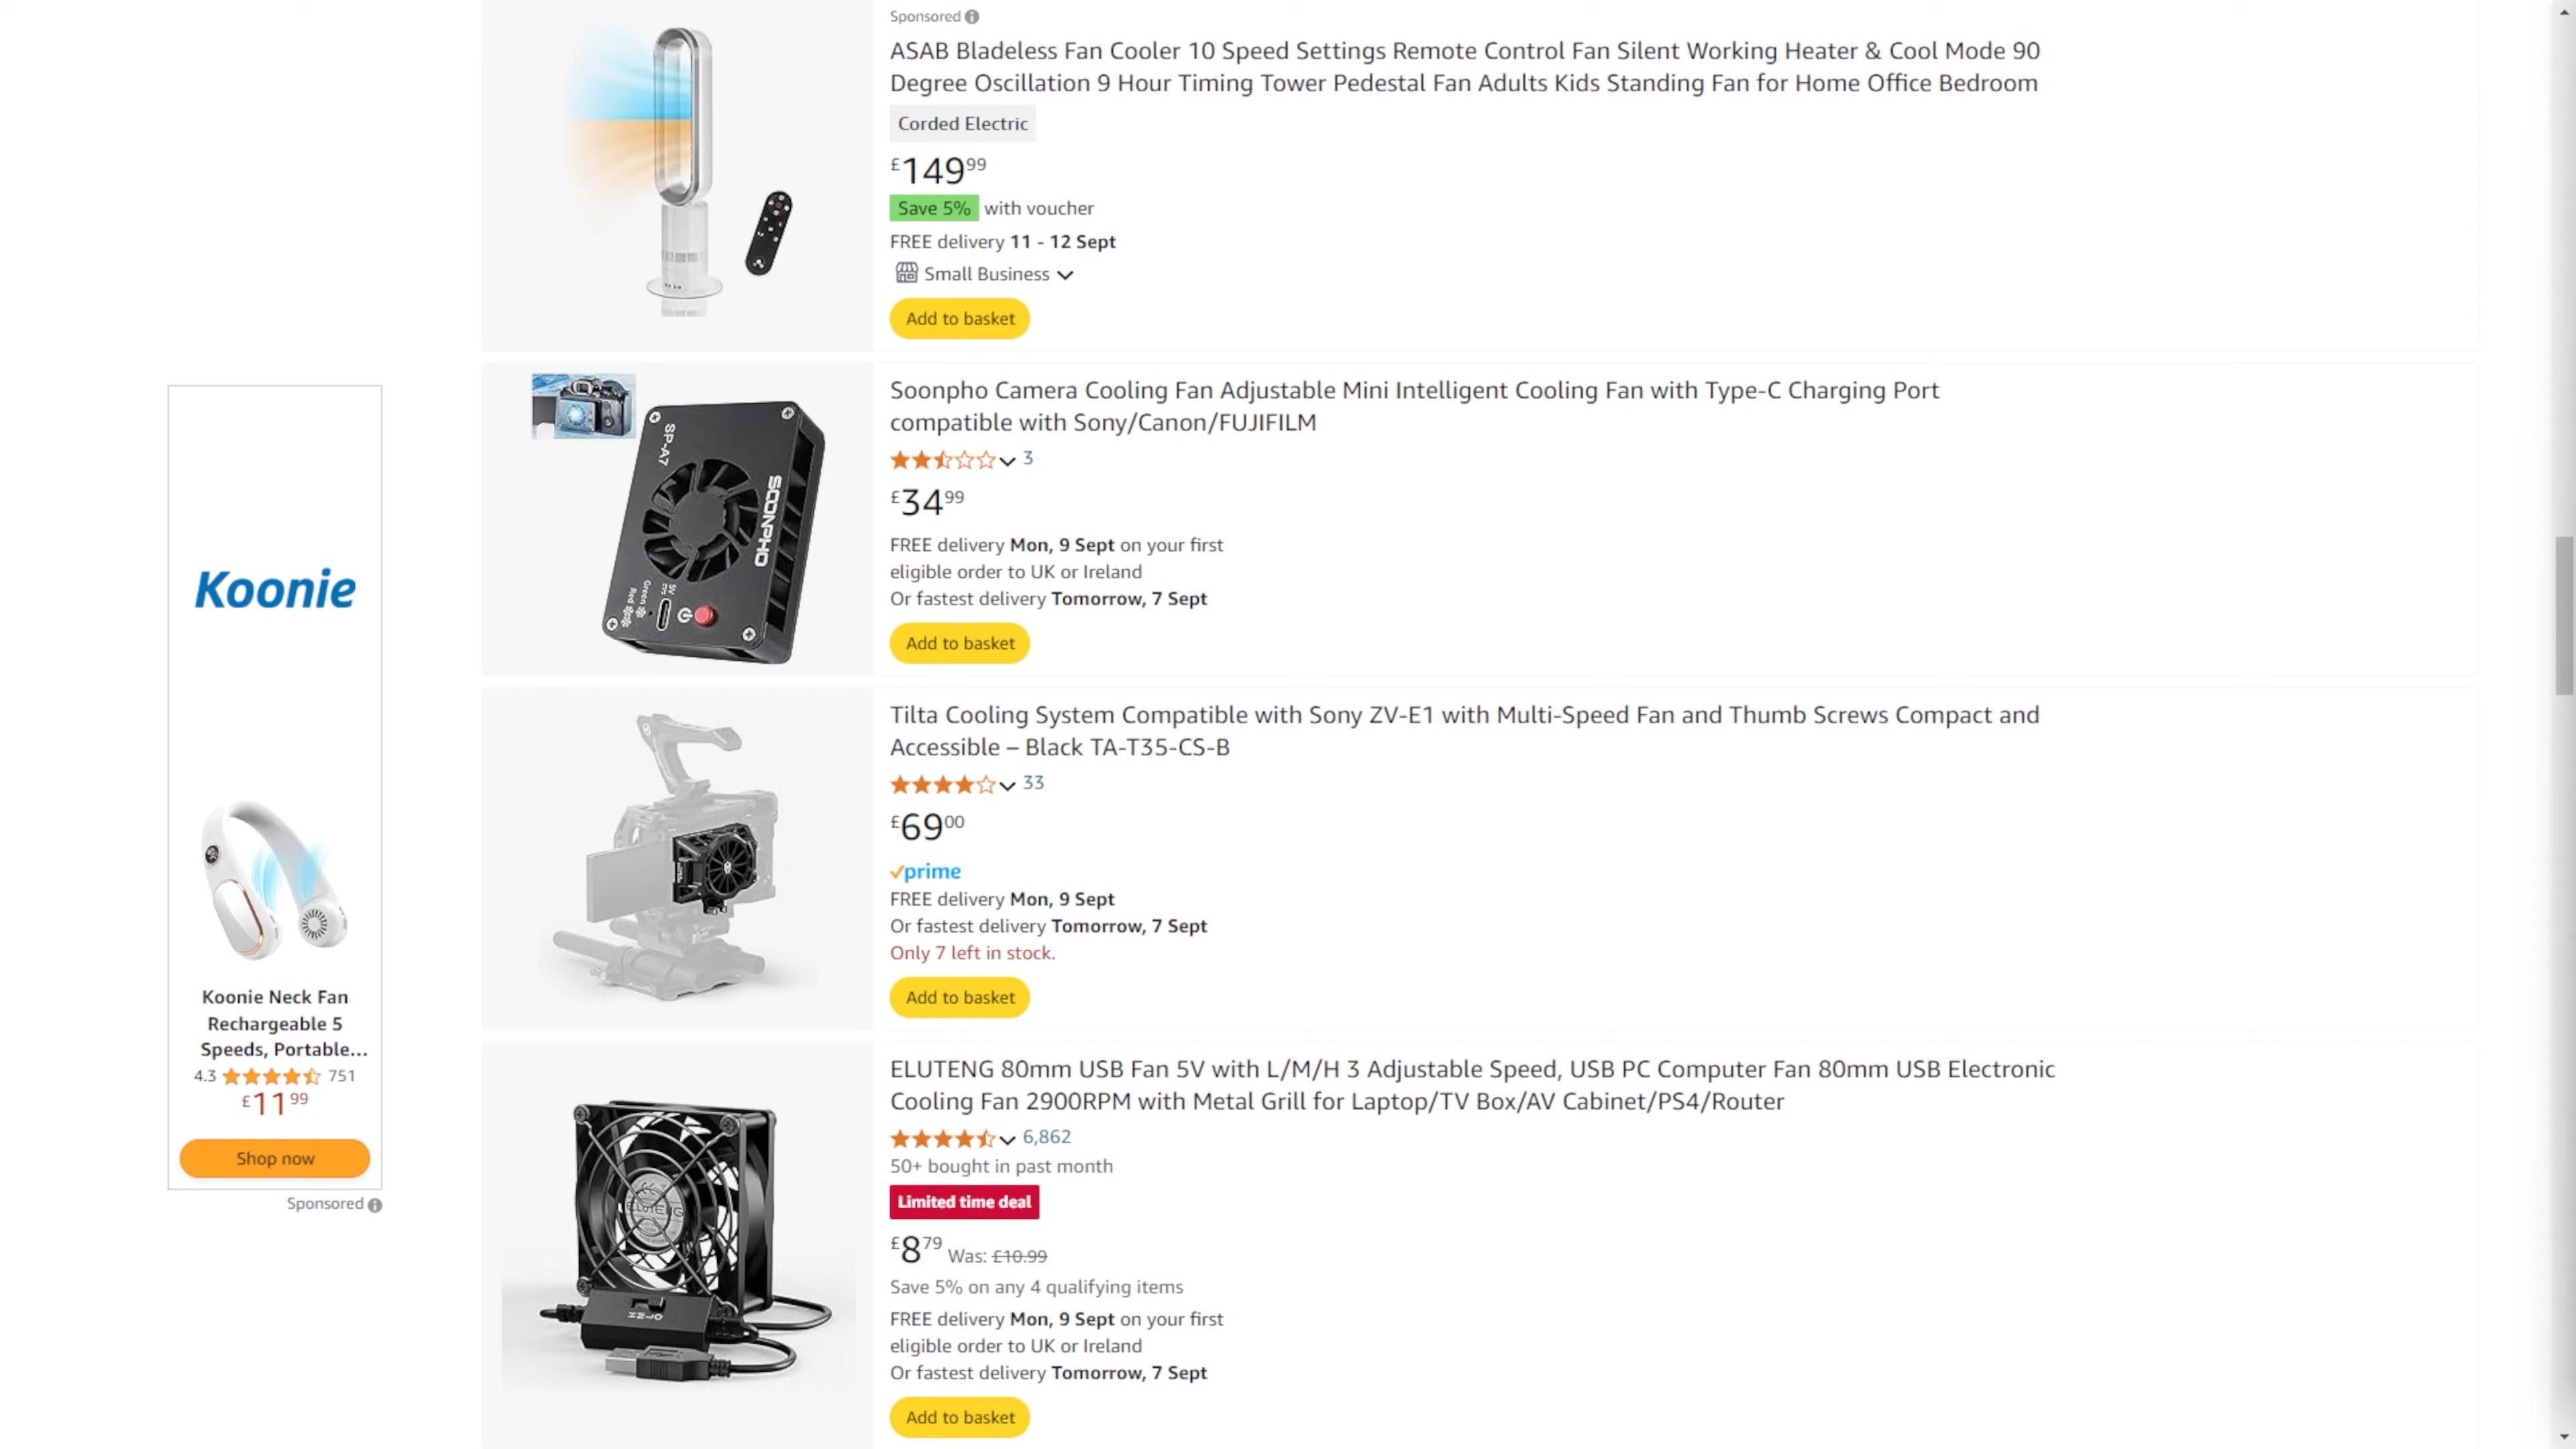 Sponsored
ASAB Bladeless Fan Cooler 10 Speed Settings Remote Control Fan Silent Working Heater & Cool Mode 90
Degree Oscillation 9 Hour Timing Tower Pedestal Fan Adults Kids Standing Fan for Home Office Bedroom
Corded Electric
£149.99
Save 5% with voucher
FREE delivery 11 - 12 Sept
Small Business
Add to basket
SP-A7
SOONPHO
5V
Green
Red
Soonpho Camera Cooling Fan Adjustable Mini Intelligent Cooling Fan with Type-C Charging Port
compatible with Sony/Canon/FUJIFILM
3
£34.99
FREE delivery Mon, 9 Sept on your first
eligible order to UK or Ireland
Or fastest delivery Tomorrow, 7 Sept
Add to basket
Tilta Cooling System Compatible with Sony ZV-E1 with Multi-Speed Fan and Thumb Screws Compact and
Accessible – Black TA-T35-CS-B
33
£69.00
prime
FREE delivery Mon, 9 Sept
Or fastest delivery Tomorrow, 7 Sept
Only 7 left in stock.
Add to basket
ELUTENG
ELUTENG 80mm USB Fan 5V with L/M/H 3 Adjustable Speed, USB PC Computer Fan 80mm USB Electronic
Cooling Fan 2900RPM with Metal Grill for Laptop/TV Box/AV Cabinet/PS4/Router
6,862
50+ bought in past month
Limited time deal
£8.79 Was: £10.99
Save 5% on any 4 qualifying items
FREE delivery Mon, 9 Sept on your first
eligible order to UK or Ireland
Or fastest delivery Tomorrow, 7 Sept
Add to basket
Koonie
Koonie Neck Fan
Rechargeable 5
Speeds, Portable...
4.3 751
£11.99
Shop now
Sponsored